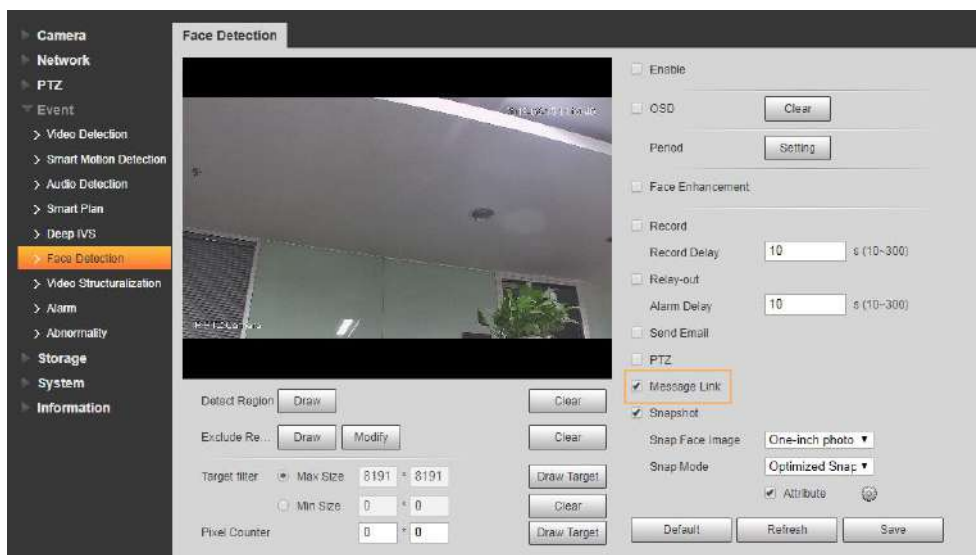 Camera
Network
PTZ
Event
Video Detection
Smart Motion Detection
Audio Detection
Smart Plan
Deep IVS
Face Detection
Video Structuralization
Alarm
Abnormality
Storage
System
Information
Face Detection
Detect Region Draw Clear
Exclude Re... Draw Modify Clear
Target filter Max Size 8191 * 8191 Draw Target
Min Size 0 * 0 Clear
Pixel Counter 0 * 0 Draw Target
Enable
OSD Clear
Period Setting
Face Enhancement
Record
Record Delay 10 s (10~300)
Relay-out
Alarm Delay 10 s (10~300)
Send Email
PTZ
Message Link
Snapshot
Snap Face Image One-inch photo
Snap Mode Optimized Snap
Attribute
Default Refresh Save